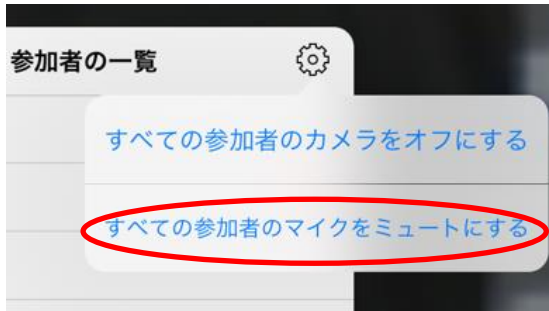 参加者の一覧
すべての参加者のカメラをオフにする
すべての参加者のマイクをミュートにする